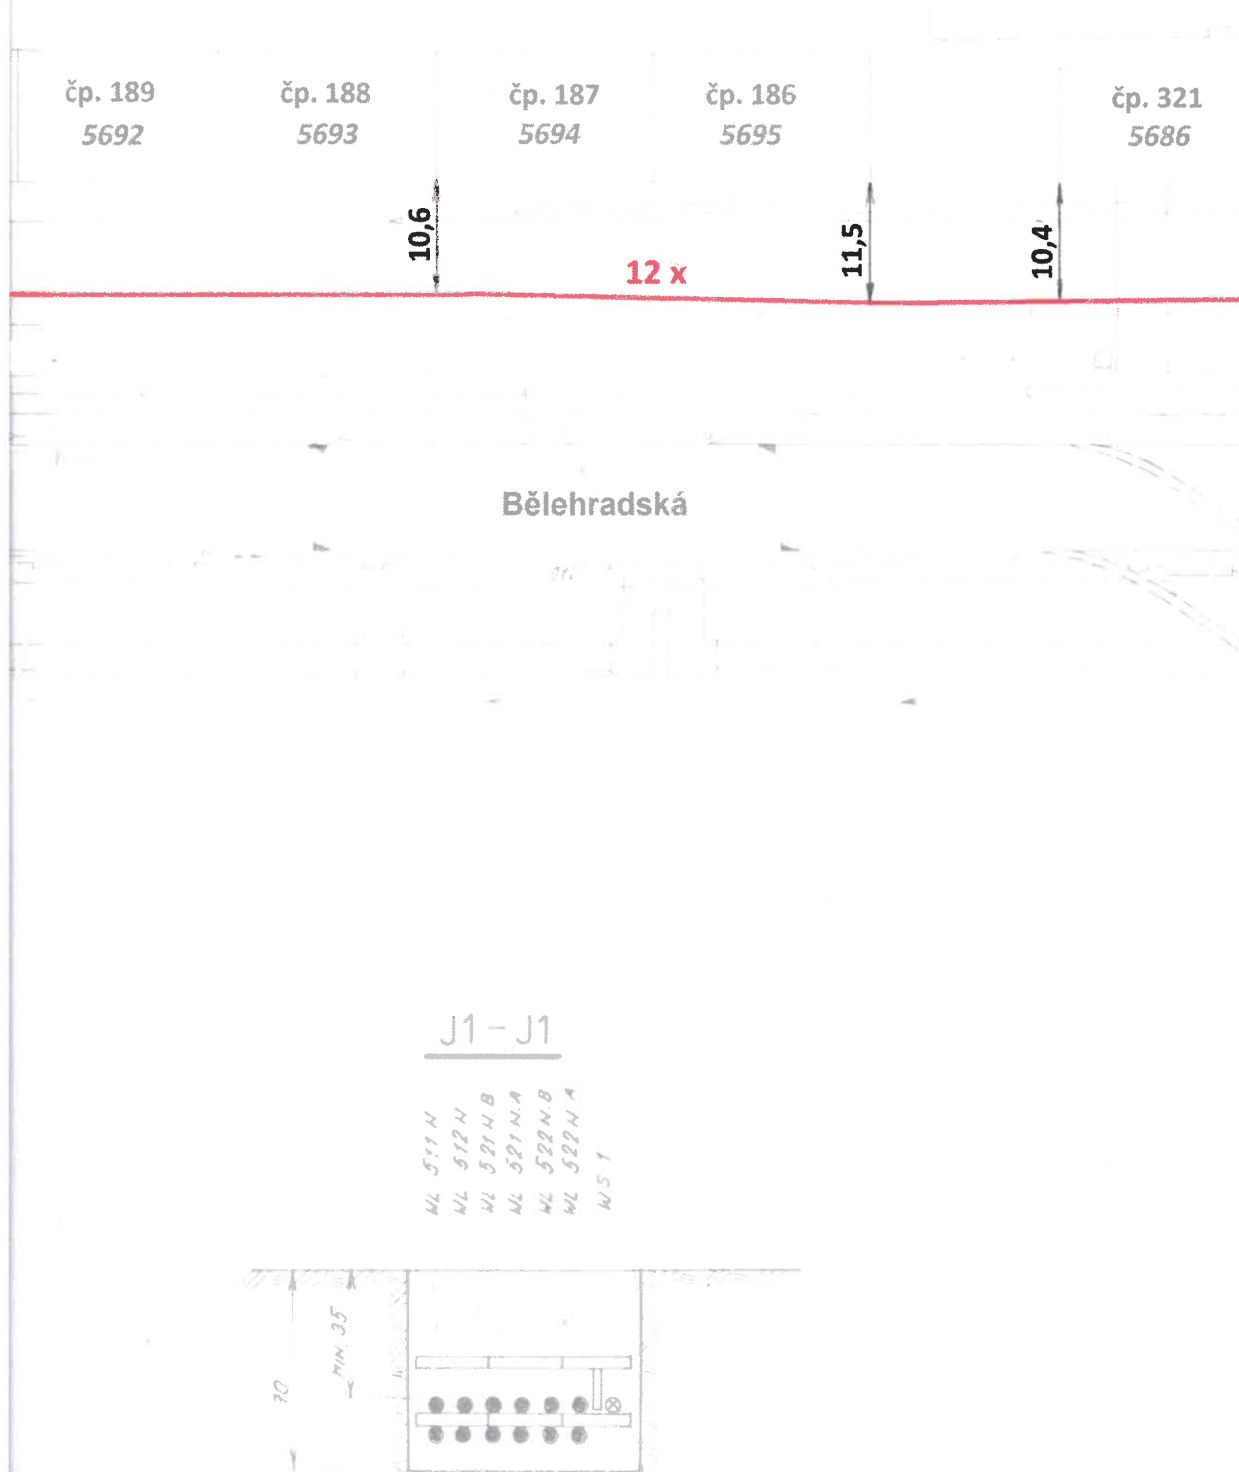 čp. 189
5692
čp. 188
5693
čp. 187
5694
čp. 186
5695
čp. 321
5686
10,6
12 x
11,5
10,4
Bělehradská
J1 - J1
WL 511 N
WL 512 N
WL 521 N B
WL 521 N.A
WL 522 N.B
WL 522 N A
WS 1
70
MIN. 35